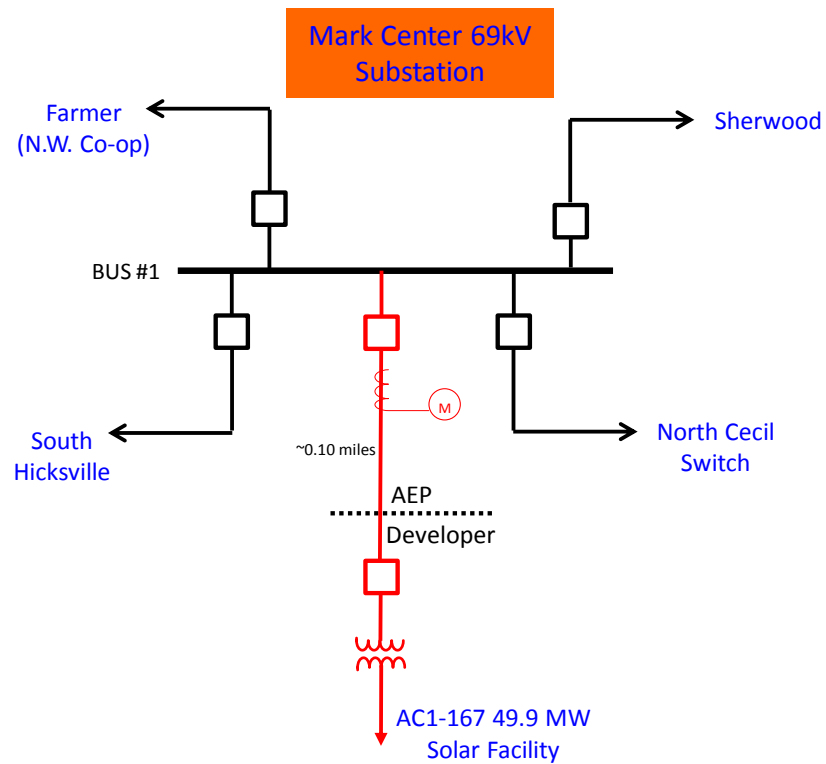 Mark Center 69kV
Substation
Farmer
(N.W. Co-op)
Sherwood
BUS #1
South
Hicksville
M
~0.10 miles
North Cecil
Switch
AEP
Developer
AC1-167 49.9 MW
Solar Facility